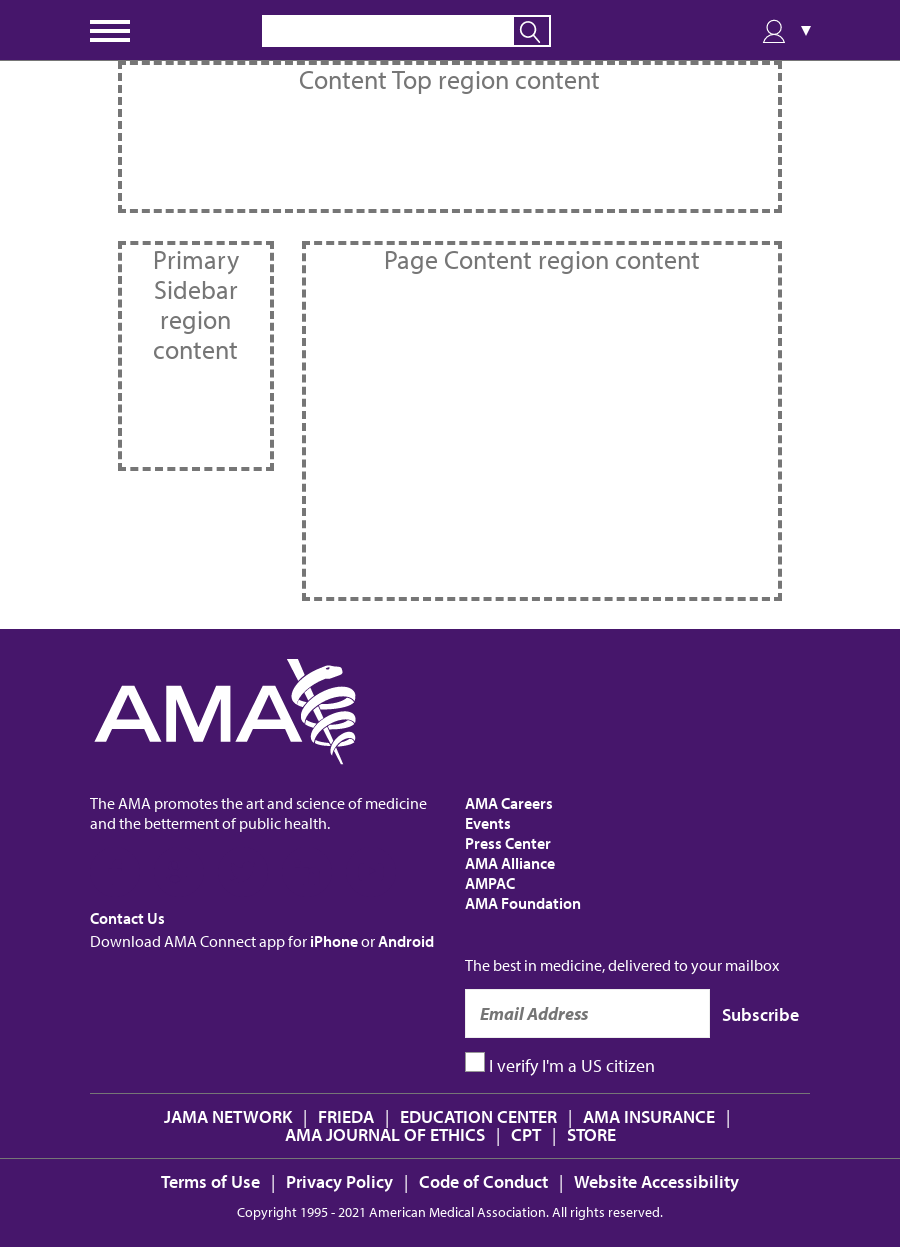 ▼
Content Top region content
Primary
Sidebar
region
content
Page Content region content
AMA
The AMA promotes the art and science of medicine
and the betterment of public health.
Contact Us
Download AMA Connect app for iPhone or Android
AMA Careers
Events
Press Center
AMA Alliance
AMPAC
AMA Foundation
The best in medicine, delivered to your mailbox
Email Address
Subscribe
I verify I'm a US citizen
JAMA NETWORK | FRIEDA | EDUCATION CENTER | AMA INSURANCE |
AMA JOURNAL OF ETHICS | CPT | STORE
Terms of Use | Privacy Policy | Code of Conduct | Website Accessibility
Copyright 1995 - 2021 American Medical Association. All rights reserved.